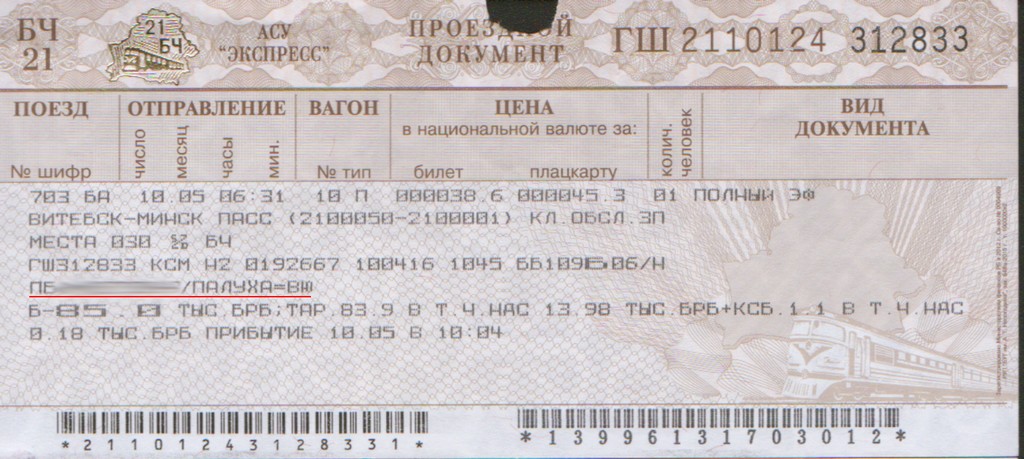 БЧ 21
21 БЧ
АСУ "ЭКСПРЕСС"
ПРОЕЗДНОЙ ДОКУМЕНТ
ГШ 2110124 312833
ПОЕЗД ОТПРАВЛЕНИЕ ВАГОН ЦЕНА ВИД ДОКУМЕНТА
в национальной валюте за:
№ шифр число месяц часы мин. № тип билет плацкарту колич. человек
703 БА 10.05 06:31 10 П 000038.6 000045.3 01 ПОЛНЫЙ ЭФ
ВИТЕБСК-МИНСК ПАСС (2100050-2100001) КЛ.ОБСЛ.3П
МЕСТА 030 БЧ
ГШ312833 КСМ Н2 0192667 100416 1045
ПБ /ПАЛУХА=ВЮ
Б-85.0 ТЫС.БРБ;ТАР.83.9 В Т.Ч.НАС 13.98 ТЫС.БРБ+КСБ.1.1 В Т.Ч.НАС
0.18 ТЫС.БРБ ПРИБЫТИЕ 10.05 В 10:04
*2110124312833 1*
*13996131703012*